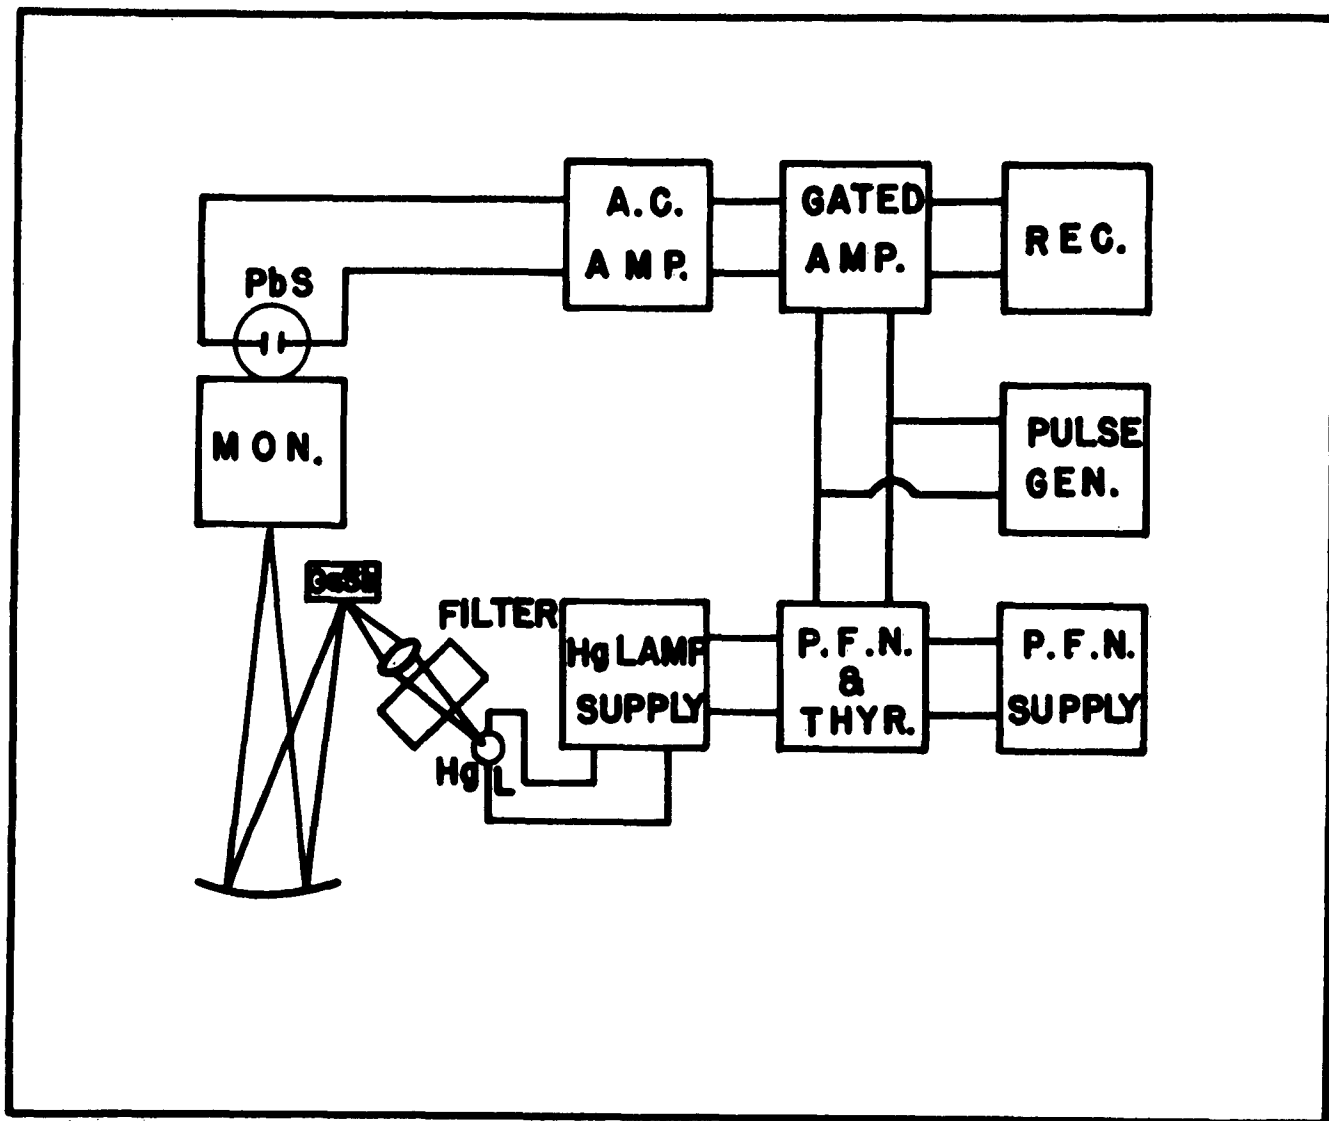 A.C.
AMP.
GATED
AMP.
REC.
PbS
MON.
PULSE
GEN.
FILTER
Hg LAMP
SUPPLY
P.F.N.
&
THYR.
P.F.N.
SUPPLY
Hg L